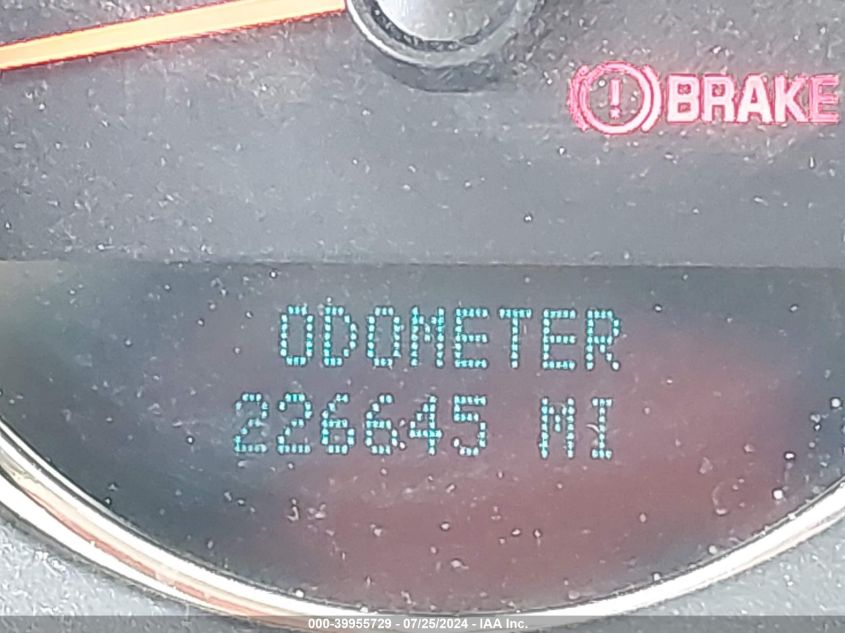 BRAKE
ODOMETER
226645 MI
000-39955729 - 07/25/2024 - IAA Inc.